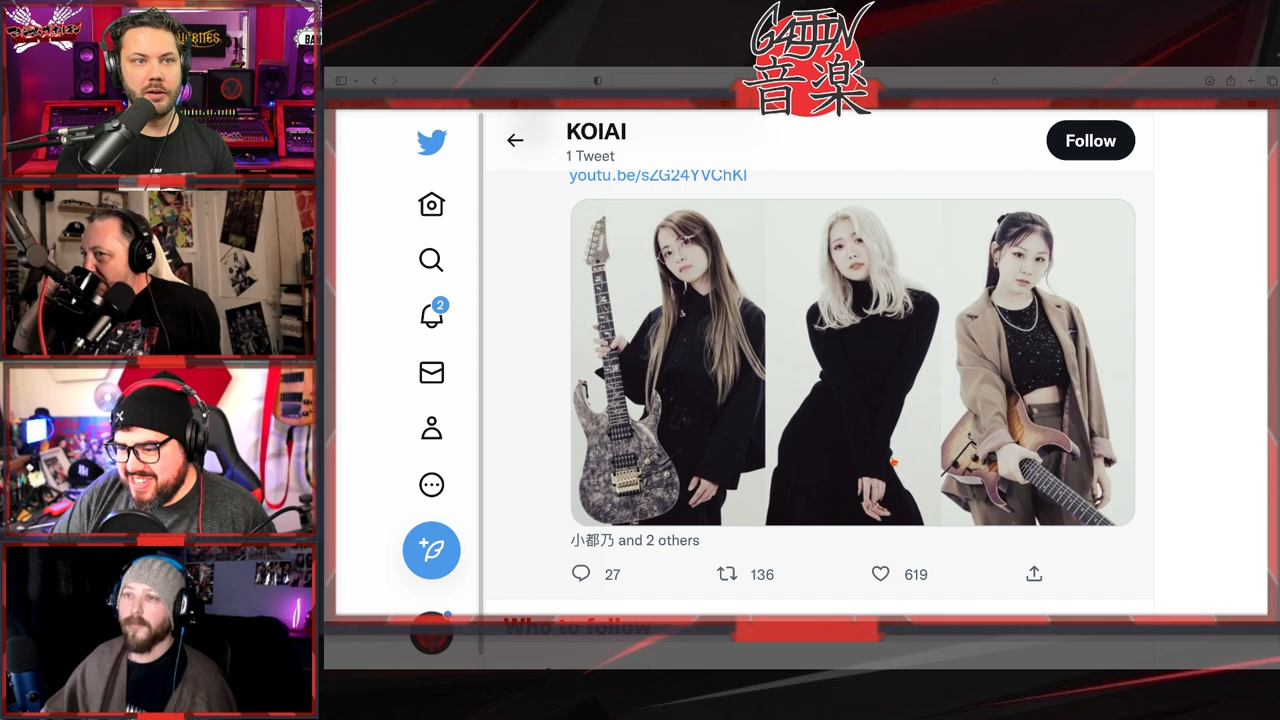 音楽
KOIAI
1 Tweet
Follow
youtu.be/sZG24YVChKI
2
小都乃 and 2 others
27
136
619
Who to follow